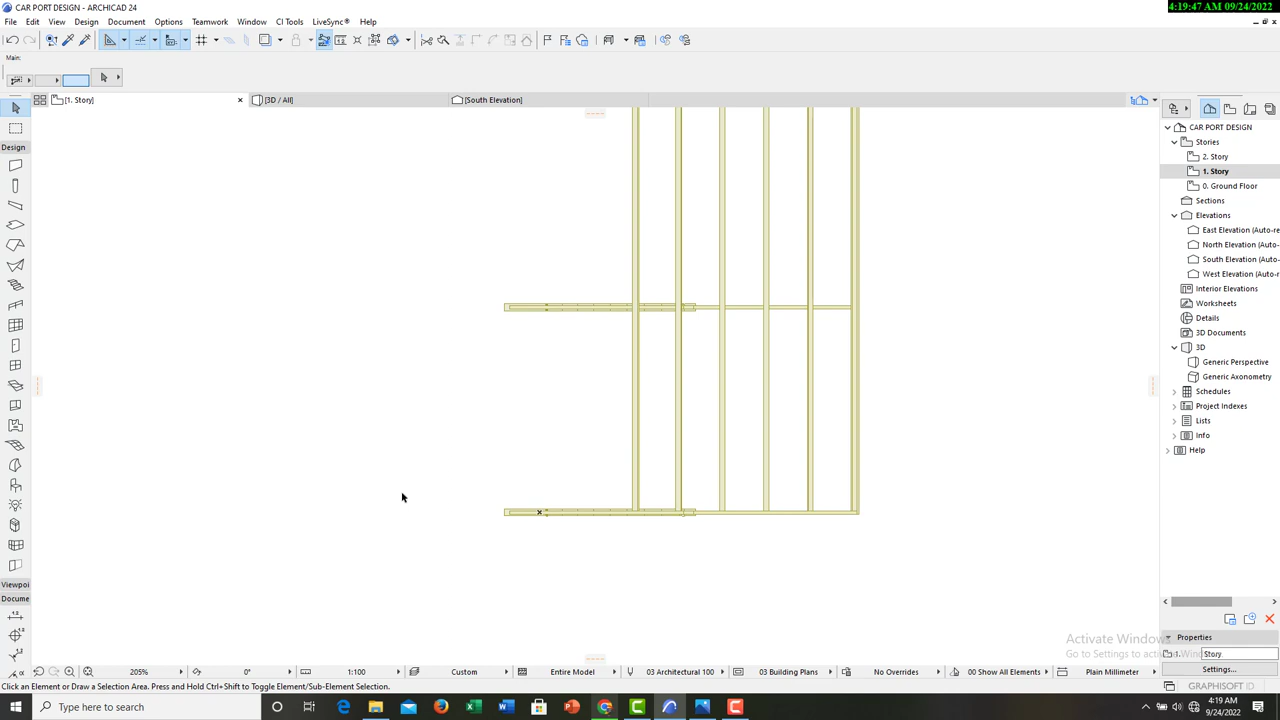 CAR PORT DESIGN - ARCHICAD 24
4:19:47 AM 09/24/2022
File Edit View Design Document Options Teamwork Window CI Tools LiveSync® Help
Main:
[1. Story]
[3D / All]
[South Elevation]
Design
Viewpoi
Docume
CAR PORT DESIGN
Stories
2. Story
1. Story
0. Ground Floor
Sections
Elevations
East Elevation (Auto-re
North Elevation (Auto-
South Elevation (Auto-
West Elevation (Auto-r
Interior Elevations
Worksheets
Details
3D Documents
3D
Generic Perspective
Generic Axonometry
Schedules
Project Indexes
Lists
Info
Help
Activate Windows
Go to Settings to activate Windows.
Properties
1.
Story
Settings...
GRAPHISOFT
205% 0° 1:100 Custom Entire Model 03 Architectural 100 03 Building Plans No Overrides 00 Show All Elements Plain Millimeter
Click an Element or Draw a Selection Area. Press and Hold Ctrl+Shift to Toggle Element/Sub-Element Selection.
Type here to search
4:19 AM
9/24/2022